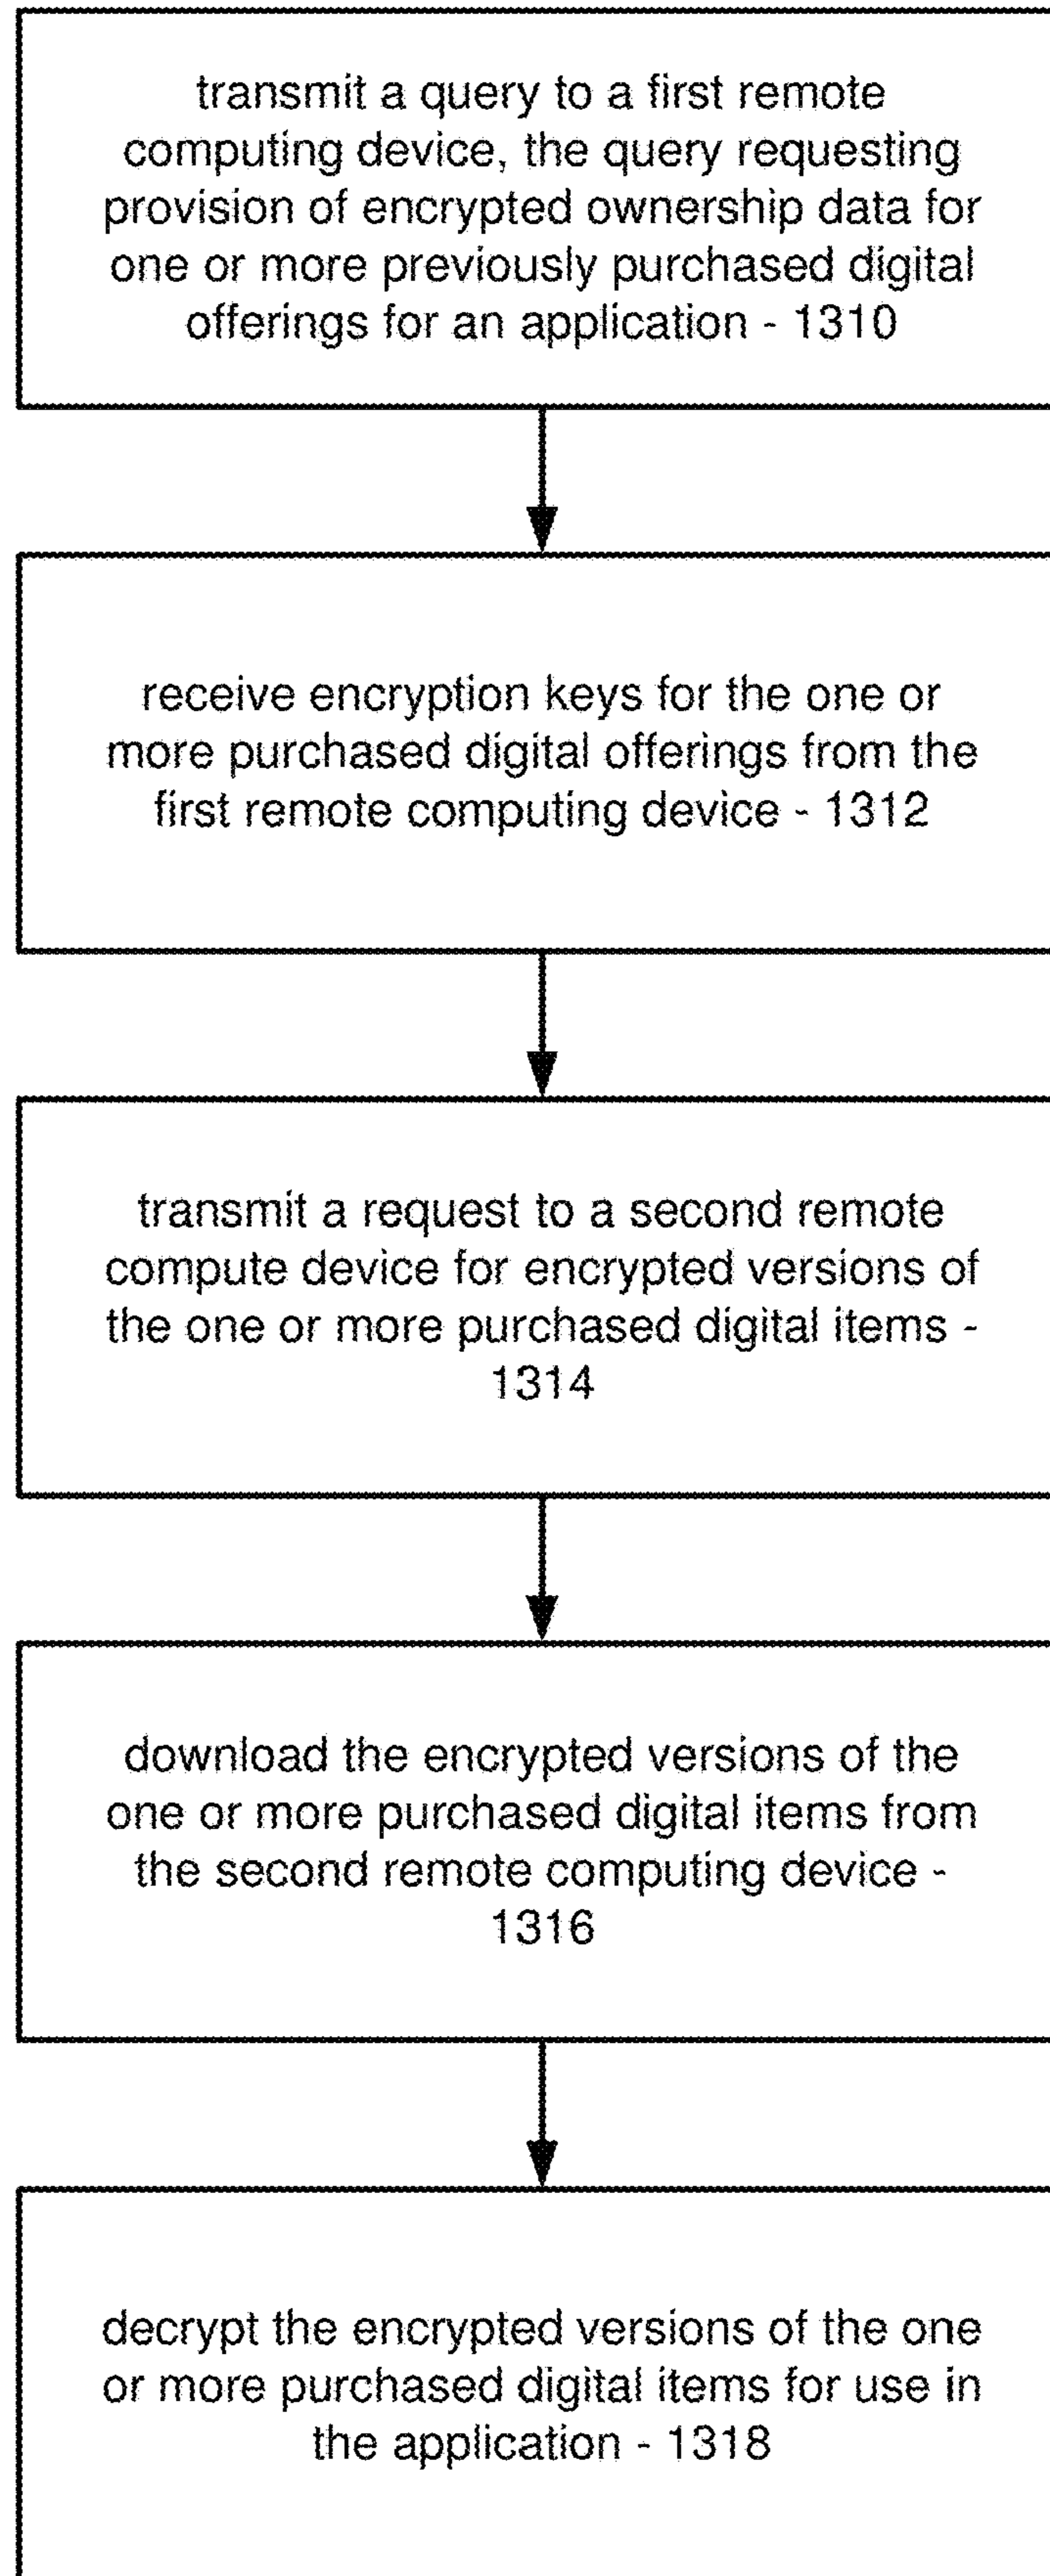 transmit a query to a first remote
computing device, the query requesting
provision of encrypted ownership data for
one or more previously purchased digital
offerings for an application - 1310
receive encryption keys for the one or
more purchased digital offerings from the
first remote computing device - 1312
transmit a request to a second remote
compute device for encrypted versions of
the one or more purchased digital items -
1314
download the encrypted versions of the
one or more purchased digital items from
the second remote computing device -
1316
decrypt the encrypted versions of the one
or more purchased digital items for use in
the application - 1318